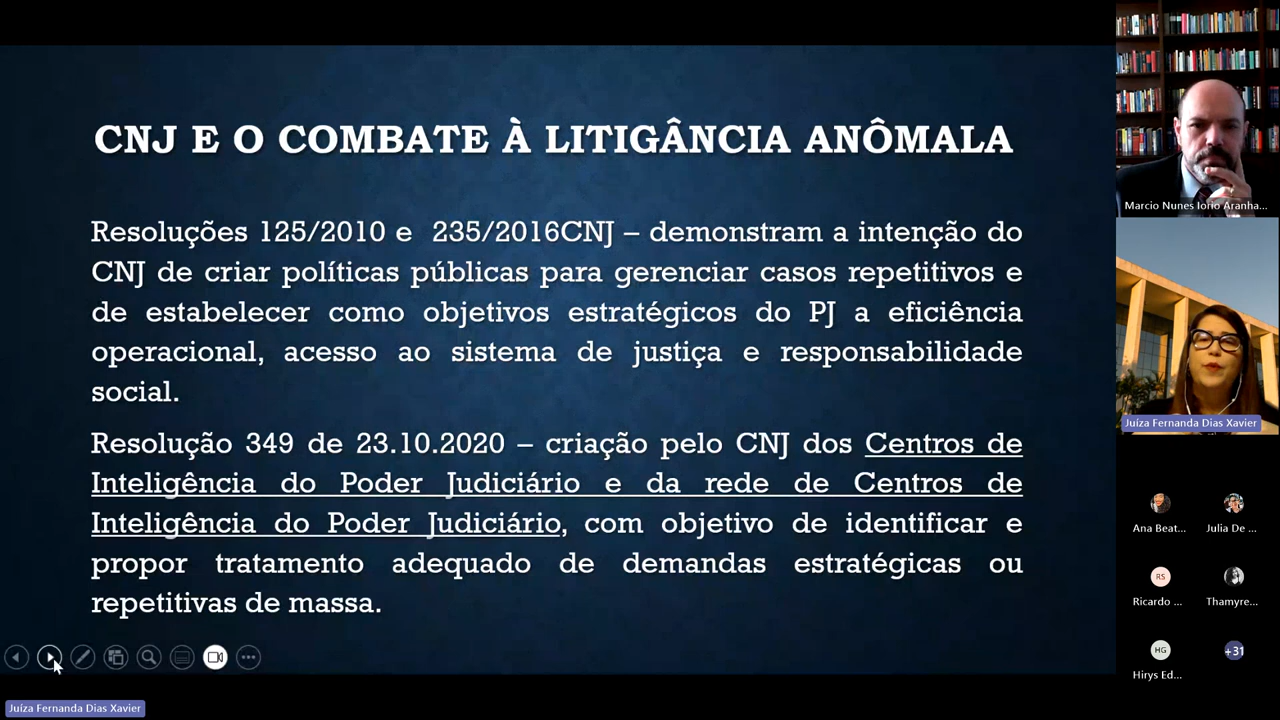 CNJ E O COMBATE À LITIGÂNCIA ANÔMALA
Resoluções 125/2010 e 235/2016CNJ – demonstram a intenção do
CNJ de criar políticas públicas para gerenciar casos repetitivos e
de estabelecer como objetivos estratégicos do PJ a eficiência
operacional, acesso ao sistema de justiça e responsabilidade
social.
Resolução 349 de 23.10.2020 – criação pelo CNJ dos Centros de
Inteligência do Poder Judiciário e da rede de Centros de
Inteligência do Poder Judiciário, com objetivo de identificar e
propor tratamento adequado de demandas estratégicas ou
repetitivas de massa.
Juíza Fernanda Dias Xavier
Marcio Nunes Iorio Aranha...
Juíza Fernanda Dias Xavier
Ana Beat...
Julia De ...
RS
Ricardo ...
Thamyre...
HG
+31
Hirys Ed...